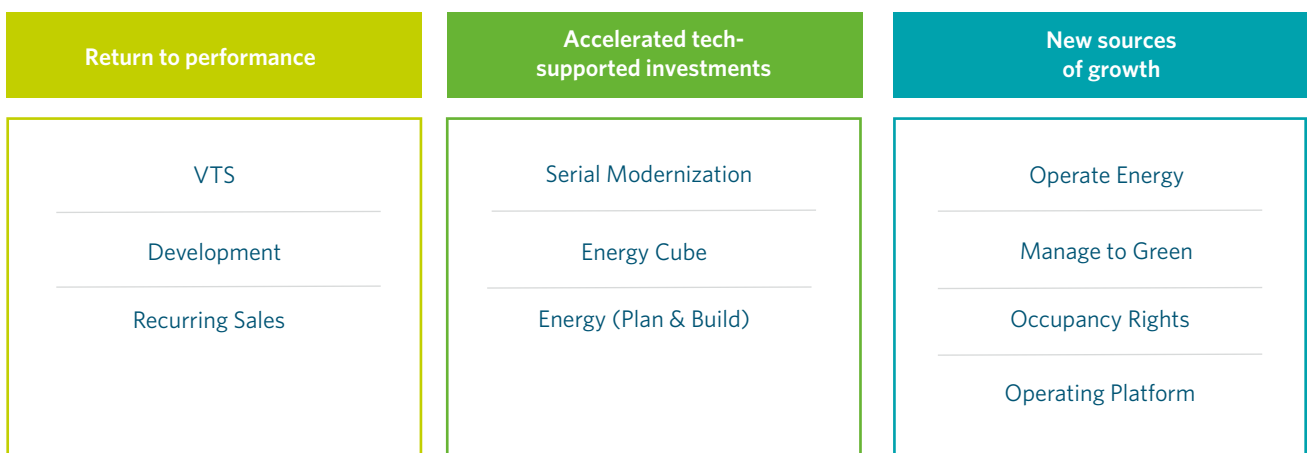 Return to performance
VTS
Development
Recurring Sales
Accelerated tech-
supported investments
Serial Modernization
Energy Cube
Energy (Plan & Build)
New sources
of growth
Operate Energy
Manage to Green
Occupancy Rights
Operating Platform